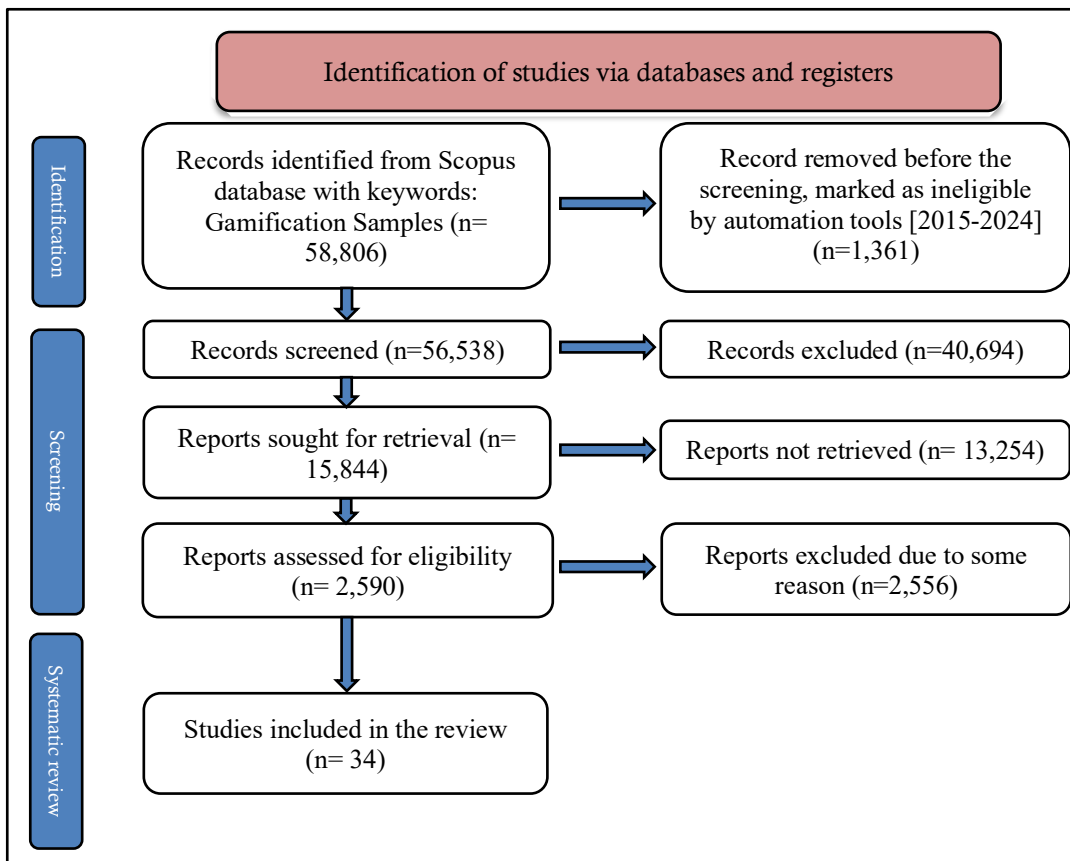 Identification of studies via databases and registers
Identification
Records identified from Scopus
database with keywords:
Gamification Samples (n=
58,806)
Record removed before the
screening, marked as ineligible
by automation tools [2015-2024]
(n=1,361)
Screening
Records screened (n=56,538)
Records excluded (n=40,694)
Reports sought for retrieval (n=
15,844)
Reports not retrieved (n= 13,254)
Reports assessed for eligibility
(n= 2,590)
Reports excluded due to some
reason (n=2,556)
Systematic review
Studies included in the review
(n= 34)